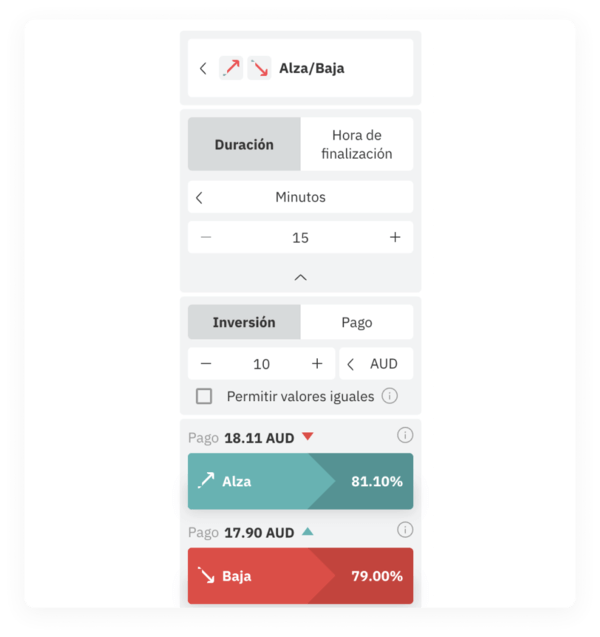 Alza/Baja
Duración
Hora de
finalización
Minutos
15
Inversión
Pago
10
AUD
Permitir valores iguales
Pago 18.11 AUD
Alza 81.10%
Pago 17.90 AUD
Baja 79.00%